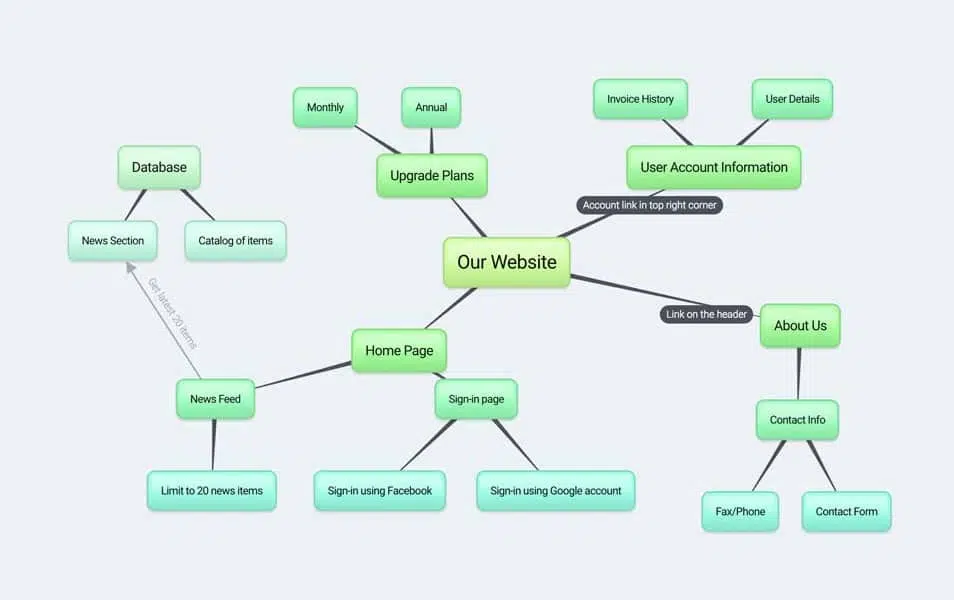 Invoice History
User Details
Monthly
Annual
Database
Upgrade Plans
User Account Information
Account link in top right corner
News Section
Catalog of items
Our Website
Get latest 20 items
Link on the header
About Us
Home Page
News Feed
Sign-in page
Contact Info
Limit to 20 news items
Sign-in using Facebook
Sign-in using Google account
Fax/Phone
Contact Form